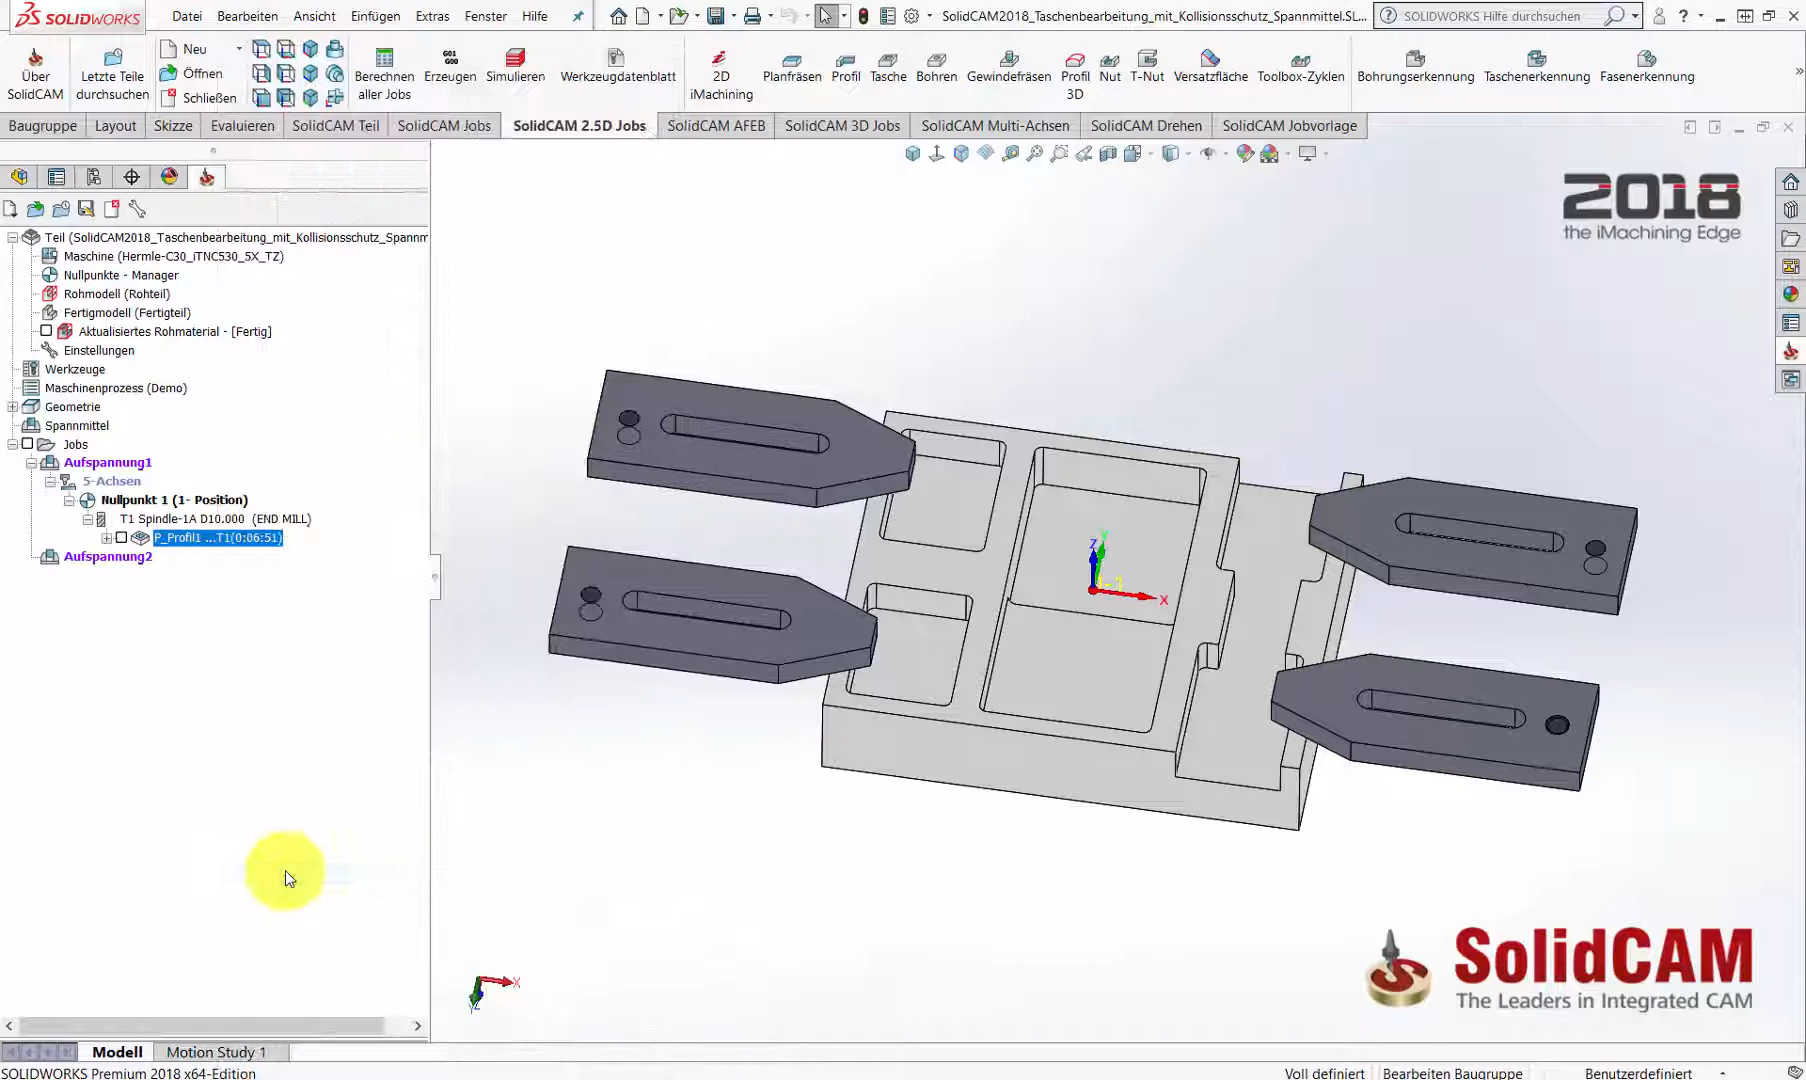 SOLIDWORKS
Datei Bearbeiten Ansicht Einfügen Extras Fenster Hilfe
SolidCAM2018_Taschenbearbeitung_mit_Kollisionsschutz_Spannmittel.SL...
SOLIDWORKS Hilfe durchsuchen
Über SolidCAM
Letzte Teile durchsuchen
Neu
Öffnen
Schließen
Berechnen aller Jobs
G01 G00
Erzeugen
Simulieren
Werkzeugdatenblatt
2D iMachining
Planfräsen
Profil
Tasche
Bohren
Gewindefräsen
Profil 3D
Nut
T-Nut
Versatzfläche
Toolbox-Zyklen
Bohrungserkennung
Taschenerkennung
Fasenerkennung
Baugruppe Layout Skizze Evaluieren SolidCAM Teil SolidCAM Jobs SolidCAM 2.5D Jobs SolidCAM AFEB SolidCAM 3D Jobs SolidCAM Multi-Achsen SolidCAM Drehen SolidCAM Jobvorlage
Teil (SolidCAM2018_Taschenbearbeitung_mit_Kollisionsschutz_Spannm
Maschine (Hermle-C30_iTNC530_5X_TZ)
Nullpunkte - Manager
Rohmodell (Rohteil)
Fertigmodell (Fertigteil)
Aktualisiertes Rohmaterial - [Fertig]
Einstellungen
Werkzeuge
Maschinenprozess (Demo)
Geometrie
Spannmittel
Jobs
Aufspannung1
5-Achsen
Nullpunkt 1 (1- Position)
T1 Spindle-1A D10.000 (END MILL)
P_Profil1 ...T1(0:06:51)
Aufspannung2
2018
the iMachining Edge
Z Y
1-1
X
X
SolidCAM
The Leaders in Integrated CAM
Modell Motion Study 1
SOLIDWORKS Premium 2018 x64-Edition
Voll definiert Bearbeiten Baugruppe Benutzerdefiniert